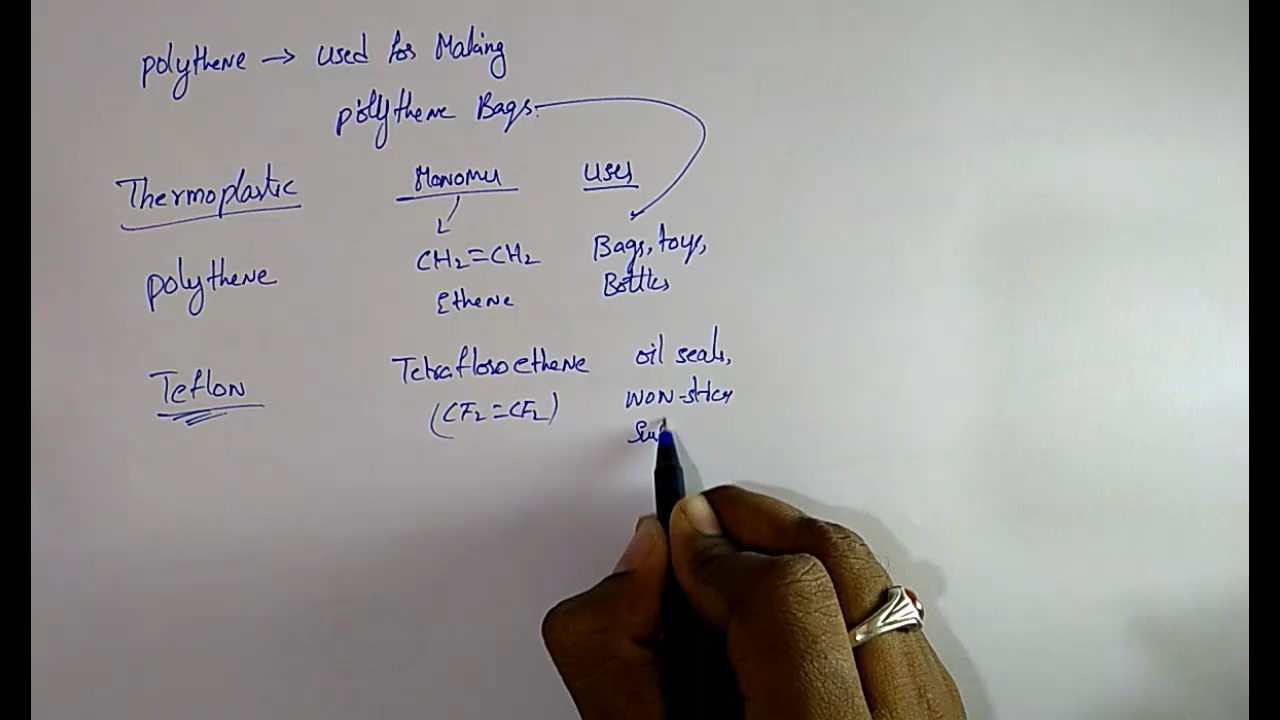 polythene → used for Making
polythene Bags.
Thermoplastic Monomer Uses
polythene CH₂=CH₂ Bags, toys,
Ethene Bottles
Teflon Tetrafloroethene oil seals,
(CF₂=CF₂) NON-stick